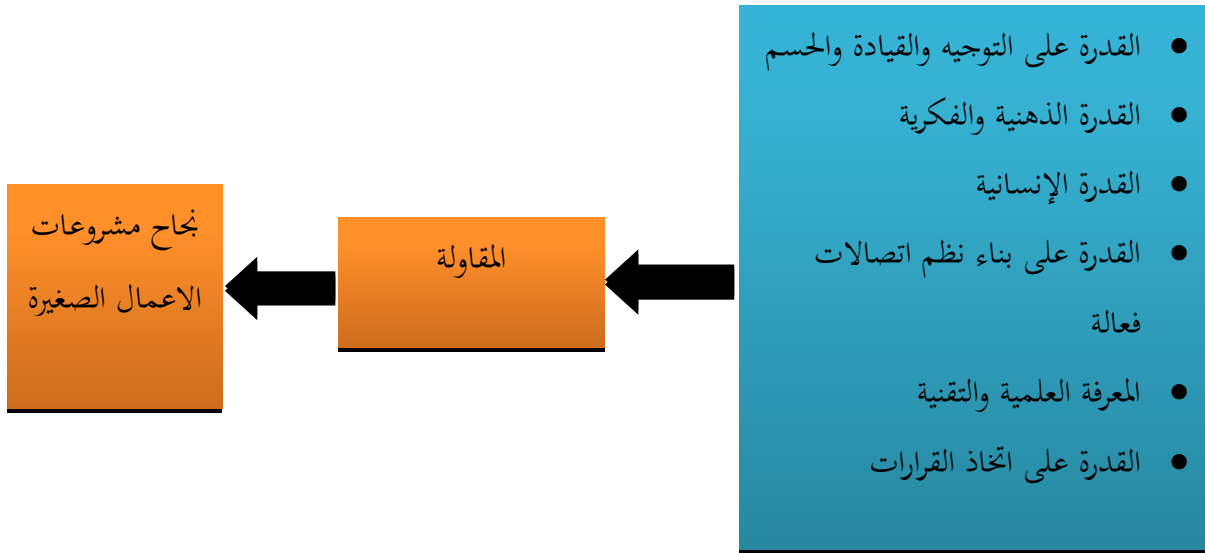 • القدرة على التوجيه والقيادة والحسم
• القدرة الذهنية والفكرية
• القدرة الإنسانية
• القدرة على بناء نظم اتصالات
فعالة
• المعرفة العلمية والتقنية
• القدرة على اتخاذ القرارات
المقاولة
نجاح مشروعات
الاعمال الصغيرة